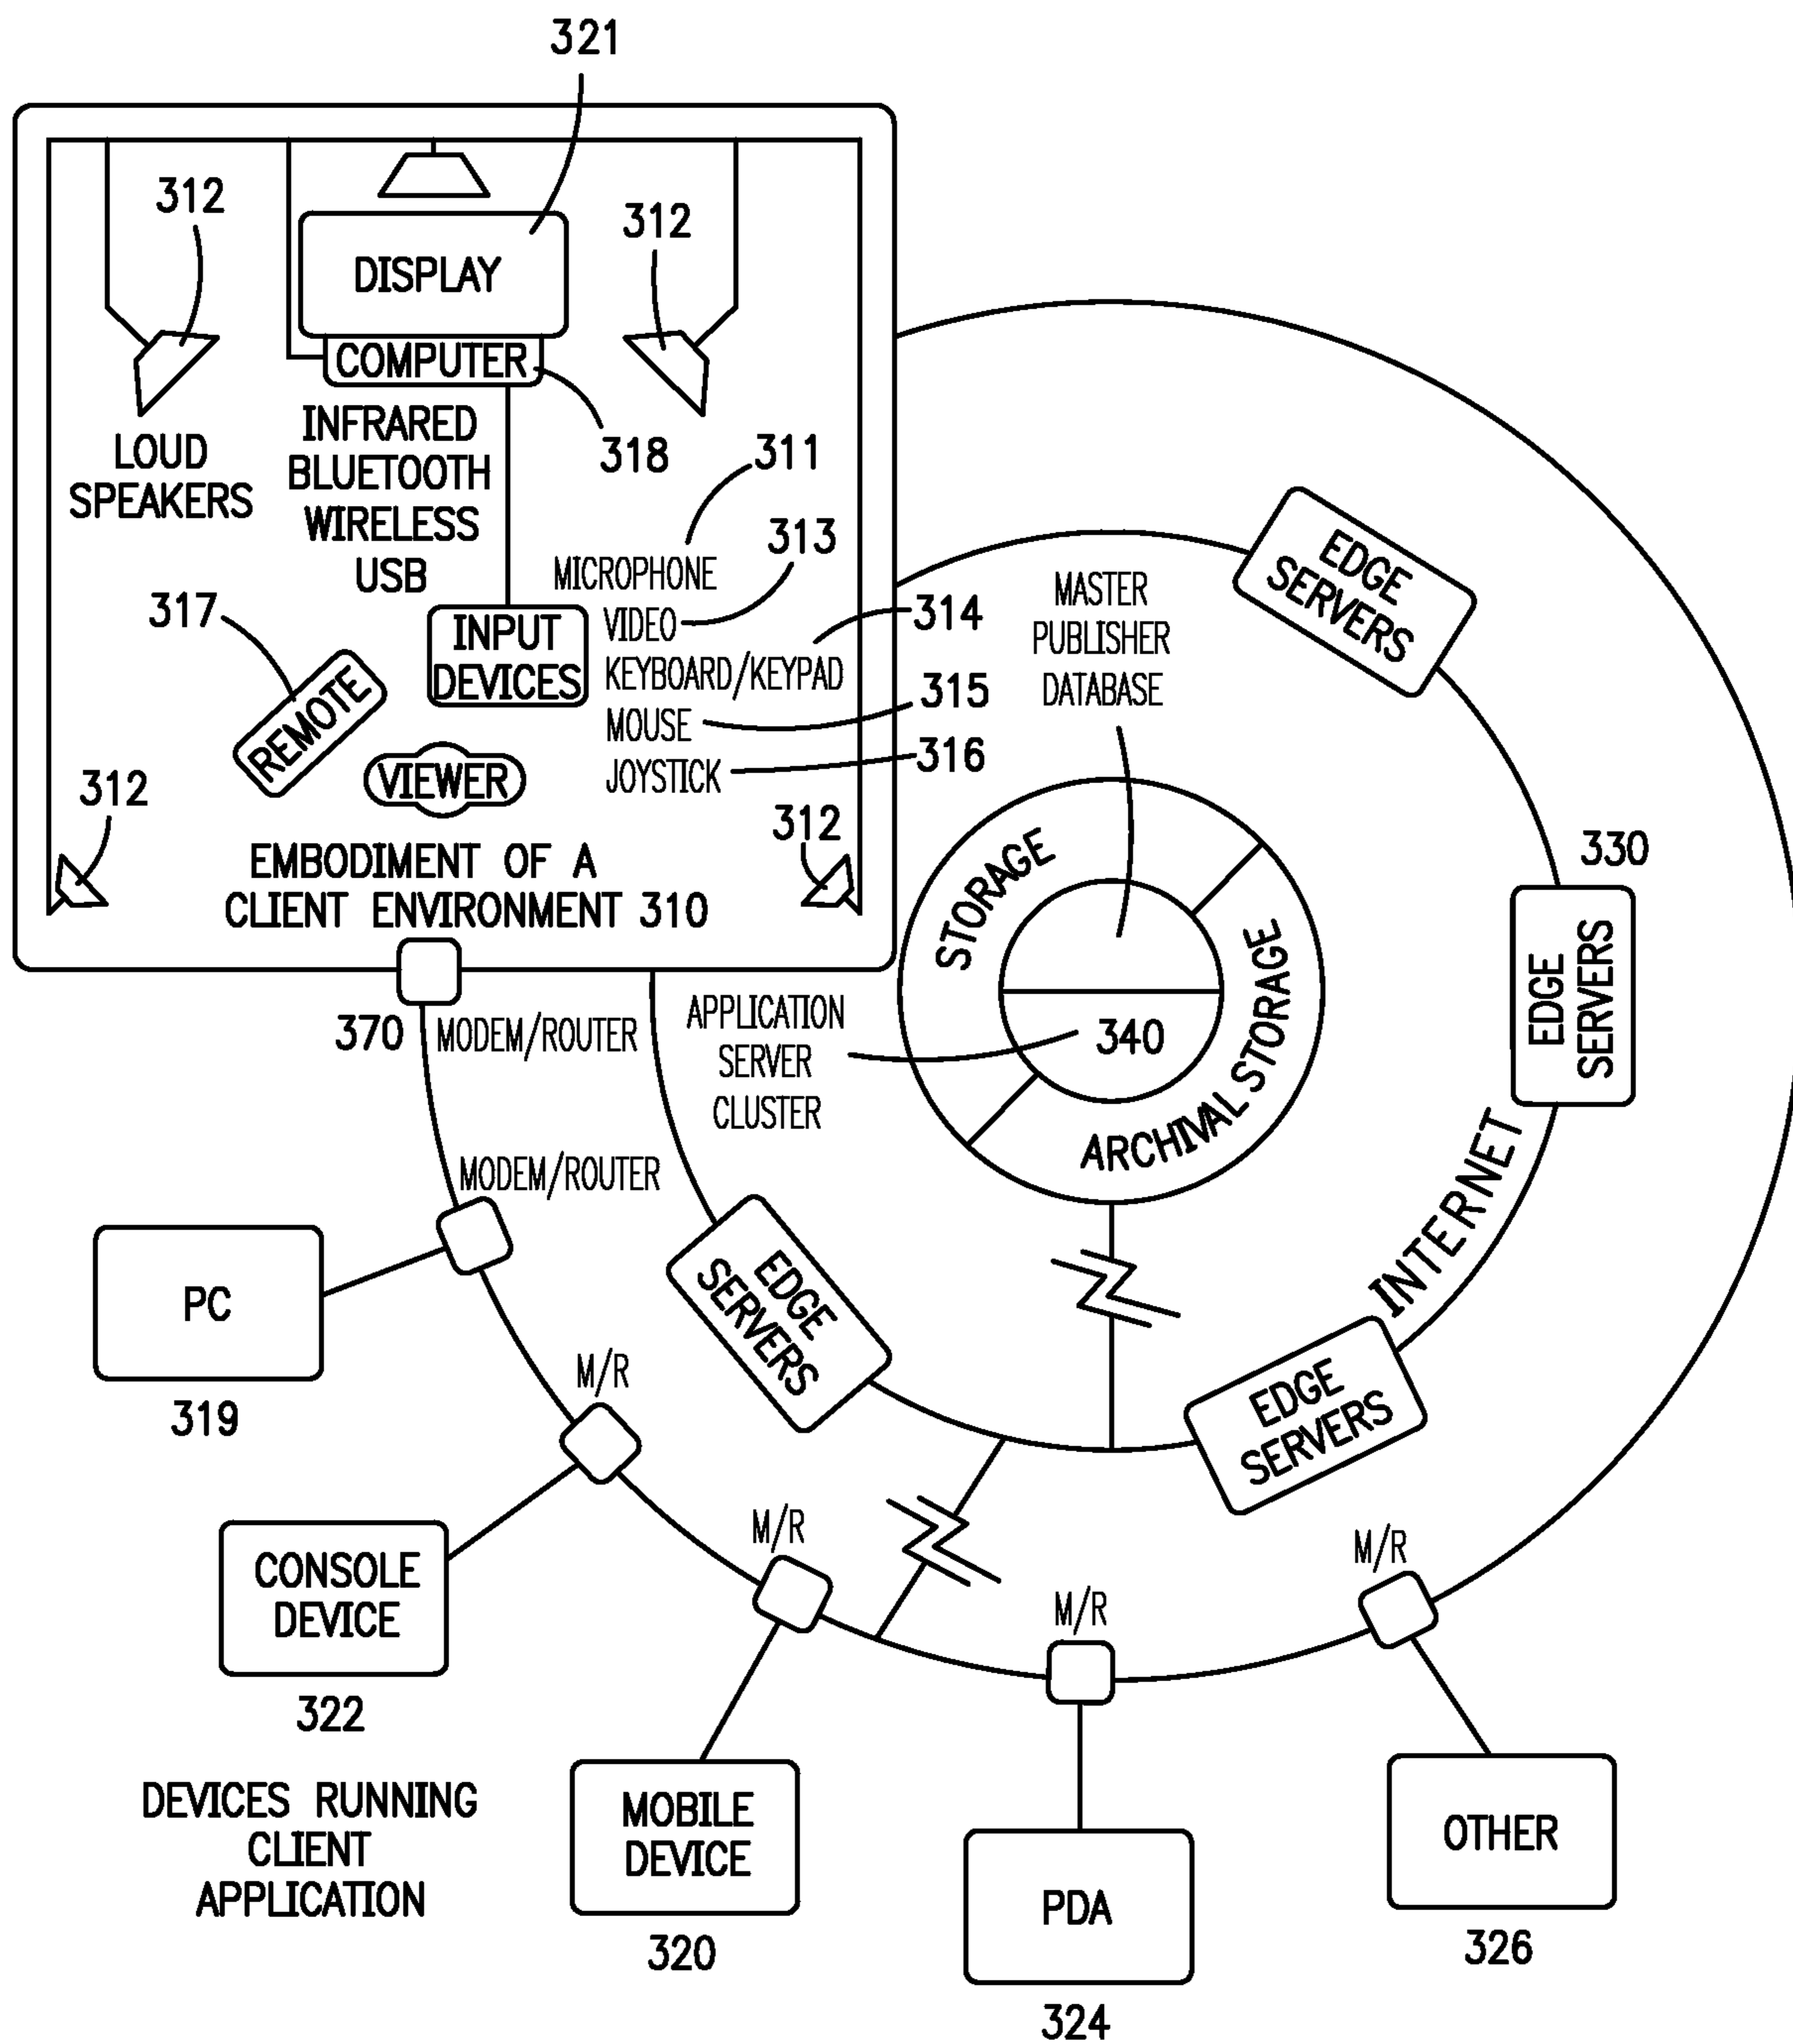 321
312
312
DISPLAY
COMPUTER
318
LOUD
SPEAKERS
INFRARED
BLUETOOTH
WIRELESS
USB
311
MICROPHONE
313
VIDEO
314
KEYBOARD/KEYPAD
315
MOUSE
316
JOYSTICK
INPUT
DEVICES
317
REMOTE
VIEWER
312
312
EMBODIMENT OF A
CLIENT ENVIRONMENT 310
MASTER
PUBLISHER
DATABASE
EDGE
SERVERS
330
EDGE
SERVERS
STORAGE
ARCHIVAL STORAGE
340
APPLICATION
SERVER
CLUSTER
370 MODEM/ROUTER
MODEM/ROUTER
INTERNET
EDGE
SERVERS
EDGE
SERVERS
PC
319
M/R
CONSOLE
DEVICE
322
M/R
MOBILE
DEVICE
320
M/R
PDA
324
M/R
OTHER
326
DEVICES RUNNING
CLIENT
APPLICATION